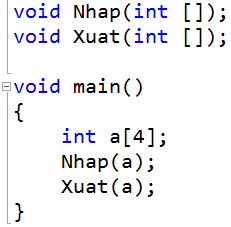 void Nhap(int []);
void Xuat(int []);
void main()
{
    int a[4];
    Nhap(a);
    Xuat(a);
}